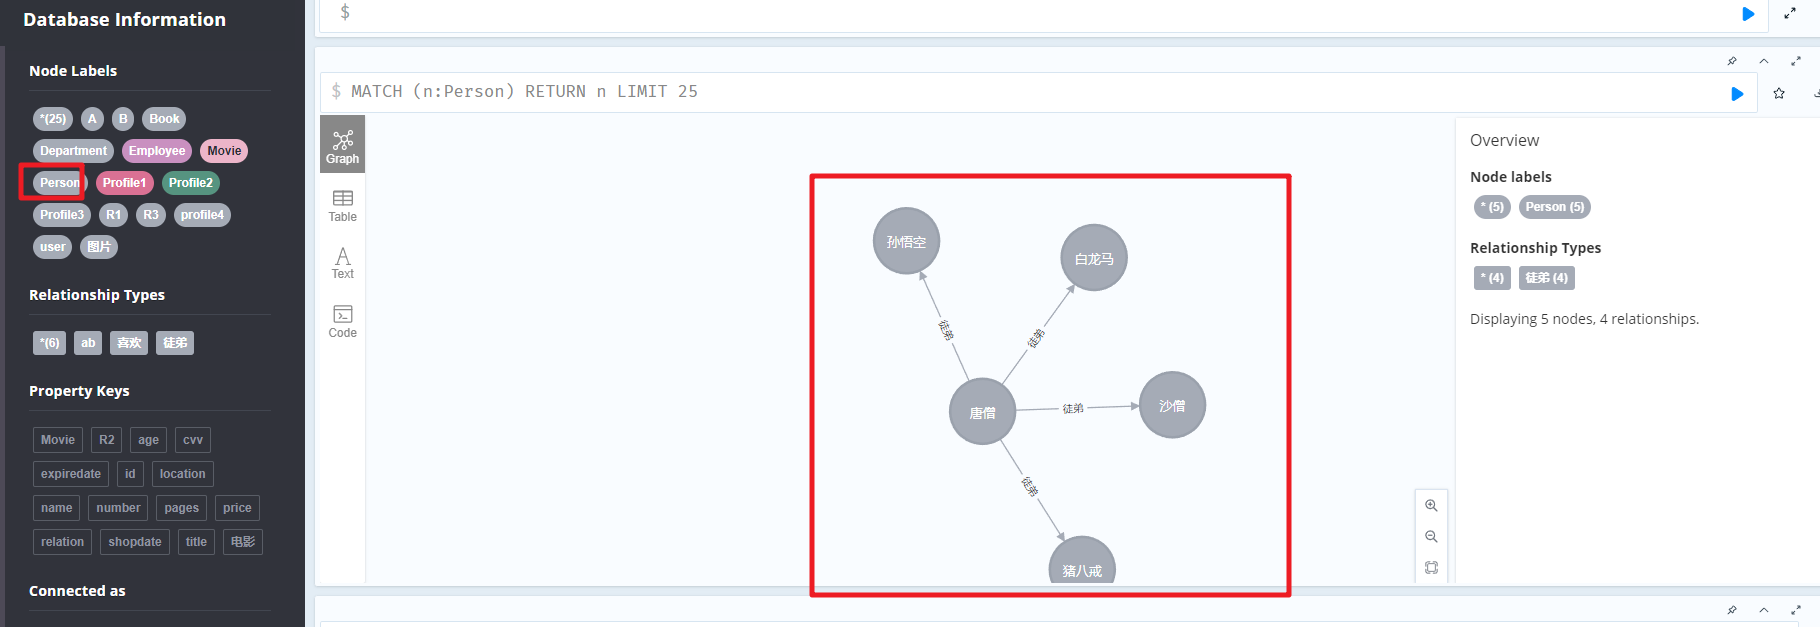 Database Information
Node Labels
*(25) A B Book
Department Employee Movie
Person Profile1 Profile2
Profile3 R1 R3 profile4
user 图片
Relationship Types
*(6) ab 喜欢 徒弟
Property Keys
Movie R2 age cvv
expiredate id location
name number pages price
relation shopdate title 电影
Connected as
$
$ MATCH (n:Person) RETURN n LIMIT 25
Graph
Table
Text
Code
孙悟空
白龙马
徒弟
徒弟
唐僧
徒弟
沙僧
徒弟
猪八戒
Overview
Node labels
* (5) Person (5)
Relationship Types
* (4) 徒弟 (4)
Displaying 5 nodes, 4 relationships.